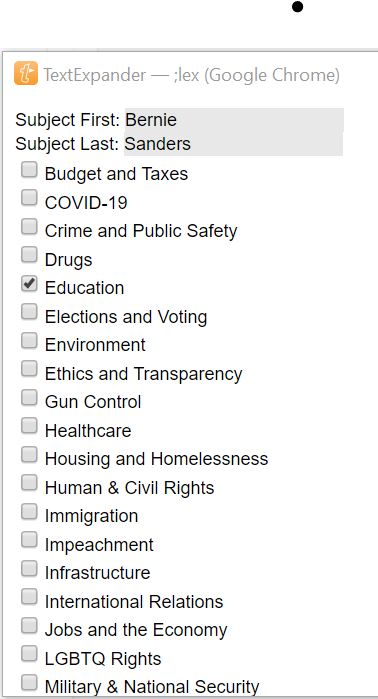 TextExpander — ;lex (Google Chrome)
Subject First: Bernie
Subject Last: Sanders
Budget and Taxes
COVID-19
Crime and Public Safety
Drugs
Education
Elections and Voting
Environment
Ethics and Transparency
Gun Control
Healthcare
Housing and Homelessness
Human & Civil Rights
Immigration
Impeachment
Infrastructure
International Relations
Jobs and the Economy
LGBTQ Rights
Military & National Security